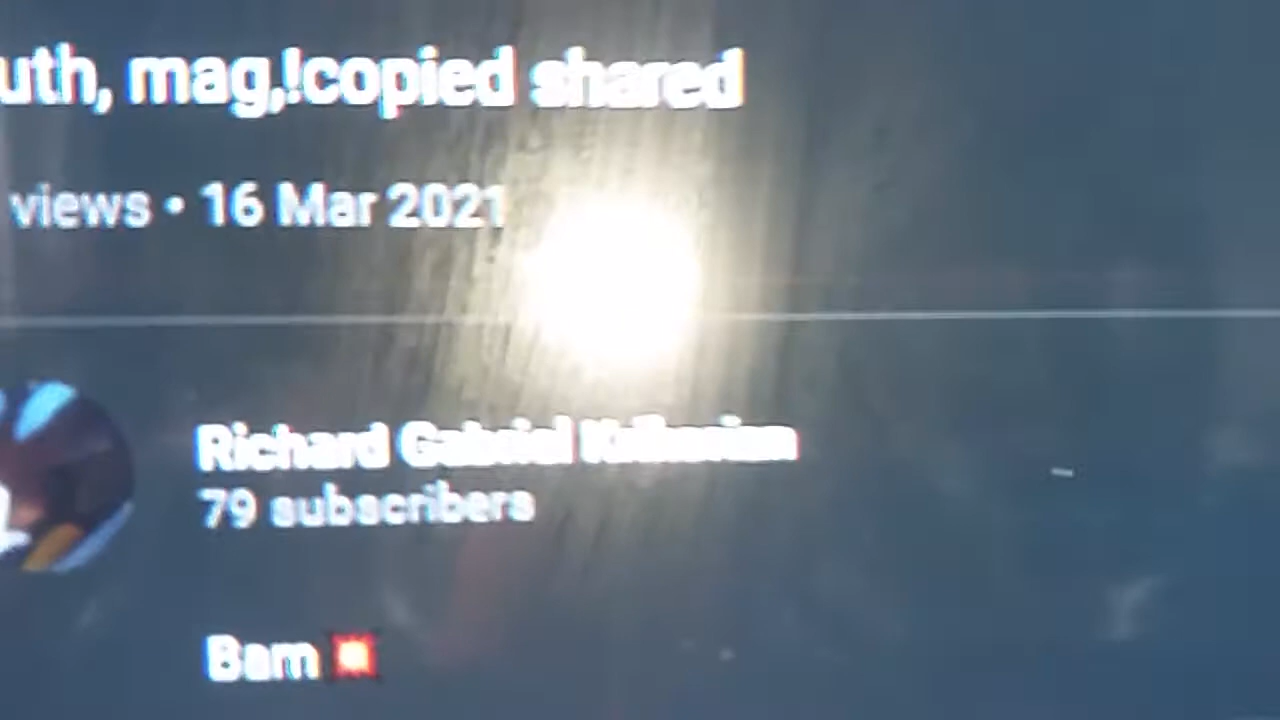 uth, mag,!copied shared
views • 16 Mar 2021
Richard Gabriel
79 subscribers
Bam 💥